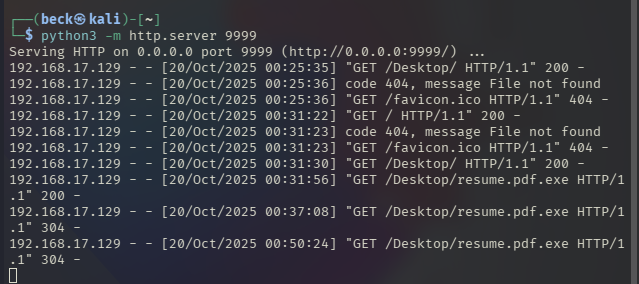 ┌──(beck㉿kali)-[~]
└─$ python3 -m http.server 9999
Serving HTTP on 0.0.0.0 port 9999 (http://0.0.0.0:9999/) ...
192.168.17.129 - - [20/Oct/2025 00:25:35] "GET /Desktop/ HTTP/1.1" 200 -
192.168.17.129 - - [20/Oct/2025 00:25:36] code 404, message File not found
192.168.17.129 - - [20/Oct/2025 00:25:36] "GET /favicon.ico HTTP/1.1" 404 -
192.168.17.129 - - [20/Oct/2025 00:31:22] "GET / HTTP/1.1" 200 -
192.168.17.129 - - [20/Oct/2025 00:31:23] code 404, message File not found
192.168.17.129 - - [20/Oct/2025 00:31:23] "GET /favicon.ico HTTP/1.1" 404 -
192.168.17.129 - - [20/Oct/2025 00:31:30] "GET /Desktop/ HTTP/1.1" 200 -
192.168.17.129 - - [20/Oct/2025 00:31:56] "GET /Desktop/resume.pdf.exe HTTP/1
.1" 200 -
192.168.17.129 - - [20/Oct/2025 00:37:08] "GET /Desktop/resume.pdf.exe HTTP/1
.1" 304 -
192.168.17.129 - - [20/Oct/2025 00:50:24] "GET /Desktop/resume.pdf.exe HTTP/1
.1" 304 -